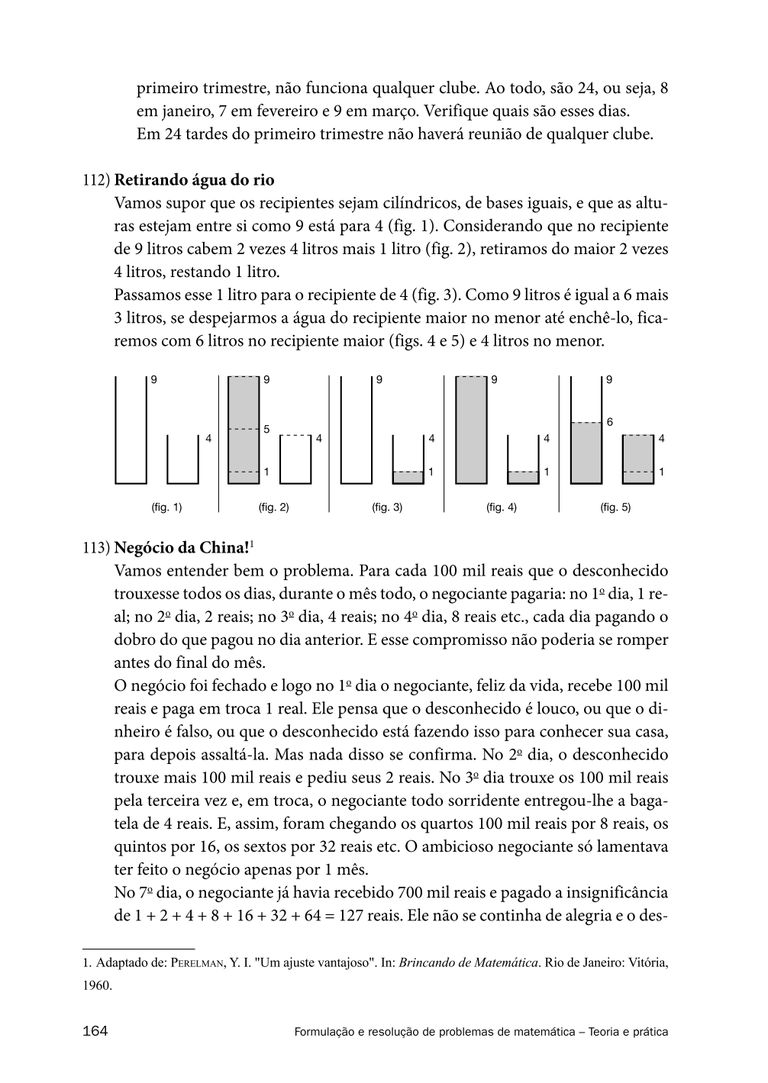 primeiro trimestre, não funciona qualquer clube. Ao todo, são 24, ou seja, 8
em janeiro, 7 em fevereiro e 9 em março. Verifique quais são esses dias.
Em 24 tardes do primeiro trimestre não haverá reunião de qualquer clube.
112) Retirando água do rio
Vamos supor que os recipientes sejam cilíndricos, de bases iguais, e que as altu-
ras estejam entre si como 9 está para 4 (fig. 1). Considerando que no recipiente
de 9 litros cabem 2 vezes 4 litros mais 1 litro (fig. 2), retiramos do maior 2 vezes
4 litros, restando 1 litro.
Passamos esse 1 litro para o recipiente de 4 (fig. 3). Como 9 litros é igual a 6 mais
3 litros, se despejarmos a água do recipiente maior no menor até enchê-lo, fica-
remos com 6 litros no recipiente maior (figs. 4 e 5) e 4 litros no menor.
9 9 9 9 9
6
5
4 4 4 4 4
1 1 1 1
(fig. 1) (fig. 2) (fig. 3) (fig. 4) (fig. 5)
113) Negócio da China!¹
Vamos entender bem o problema. Para cada 100 mil reais que o desconhecido
trouxesse todos os dias, durante o mês todo, o negociante pagaria: no 1º dia, 1 re-
al; no 2º dia, 2 reais; no 3º dia, 4 reais; no 4º dia, 8 reais etc., cada dia pagando o
dobro do que pagou no dia anterior. E esse compromisso não poderia se romper
antes do final do mês.
O negócio foi fechado e logo no 1º dia o negociante, feliz da vida, recebe 100 mil
reais e paga em troca 1 real. Ele pensa que o desconhecido é louco, ou que o di-
nheiro é falso, ou que o desconhecido está fazendo isso para conhecer sua casa,
para depois assaltá-la. Mas nada disso se confirma. No 2º dia, o desconhecido
trouxe mais 100 mil reais e pediu seus 2 reais. No 3º dia trouxe os 100 mil reais
pela terceira vez e, em troca, o negociante todo sorridente entregou-lhe a baga-
tela de 4 reais. E, assim, foram chegando os quartos 100 mil reais por 8 reais, os
quintos por 16, os sextos por 32 reais etc. O ambicioso negociante só lamentava
ter feito o negócio apenas por 1 mês.
No 7º dia, o negociante já havia recebido 700 mil reais e pagado a insignificância
de 1 + 2 + 4 + 8 + 16 + 32 + 64 = 127 reais. Ele não se continha de alegria e o des-
1. Adaptado de: PERELMAN, Y. I. "Um ajuste vantajoso". In: Brincando de Matemática. Rio de Janeiro: Vitória,
1960.
164 Formulação e resolução de problemas de matemática – Teoria e prática